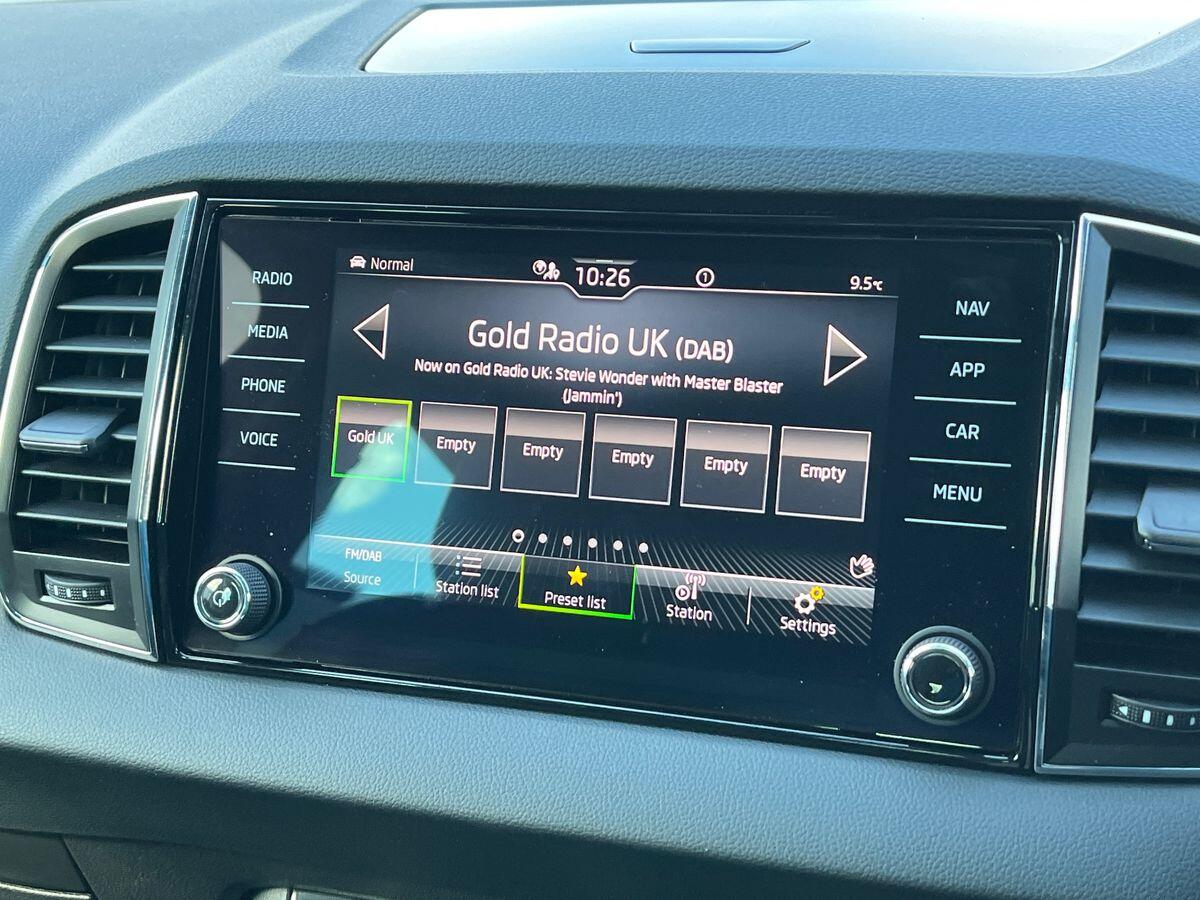 RADIO
MEDIA
PHONE
VOICE
Normal
10:26
1
9.5°C
Gold Radio UK (DAB)
Now on Gold Radio UK: Stevie Wonder with Master Blaster
(Jammin')
Gold UK
Empty
Empty
Empty
Empty
Empty
FM/DAB
Source
Station list
Preset list
Station
Settings
NAV
APP
CAR
MENU